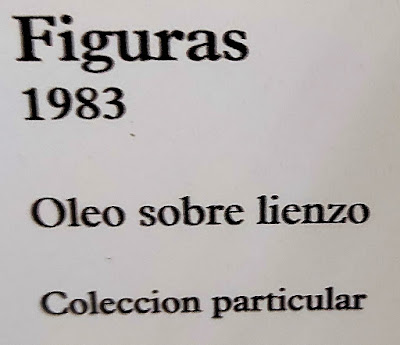 Figuras
1983
Oleo sobre lienzo
Coleccion particular